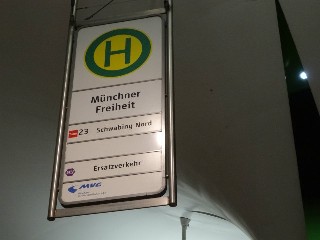 H
Münchner
Freiheit
23 Schwabing Nord
Ersatzverkehr
MVG